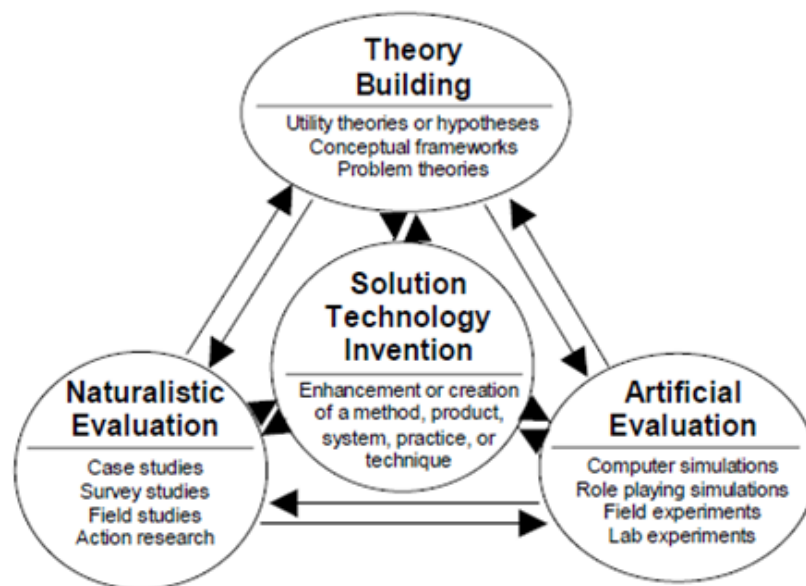 Theory
Building
Utility theories or hypotheses
Conceptual frameworks
Problem theories
Solution
Technology
Invention
Enhancement or creation
of a method, product,
system, practice, or
technique
Naturalistic
Evaluation
Case studies
Survey studies
Field studies
Action research
Artificial
Evaluation
Computer simulations
Role playing simulations
Field experiments
Lab experiments